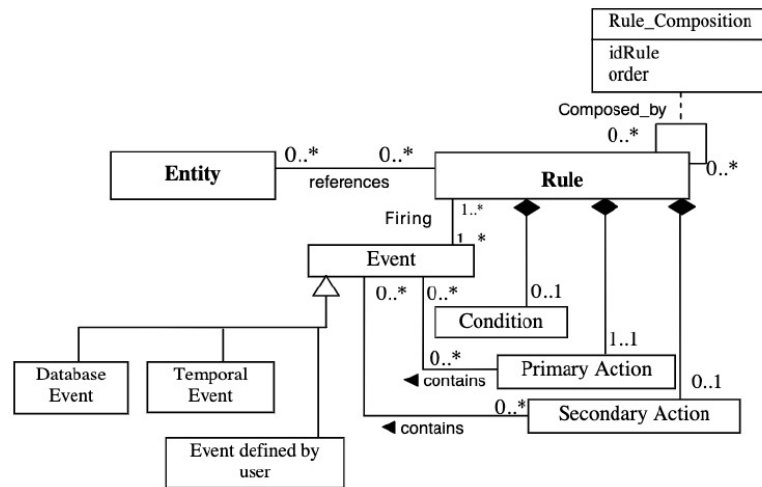 Rule_Composition
idRule
order
Composed_by
0..*
0..*
0..*
0..*
Entity
references
Rule
Firing
1..*
1..*
Event
0..*
0..*
0..1
Condition
1..1
0..*
◀ contains
Primary Action
0..1
0..*
◀ contains
Secondary Action
Database
Event
Temporal
Event
Event defined by
user